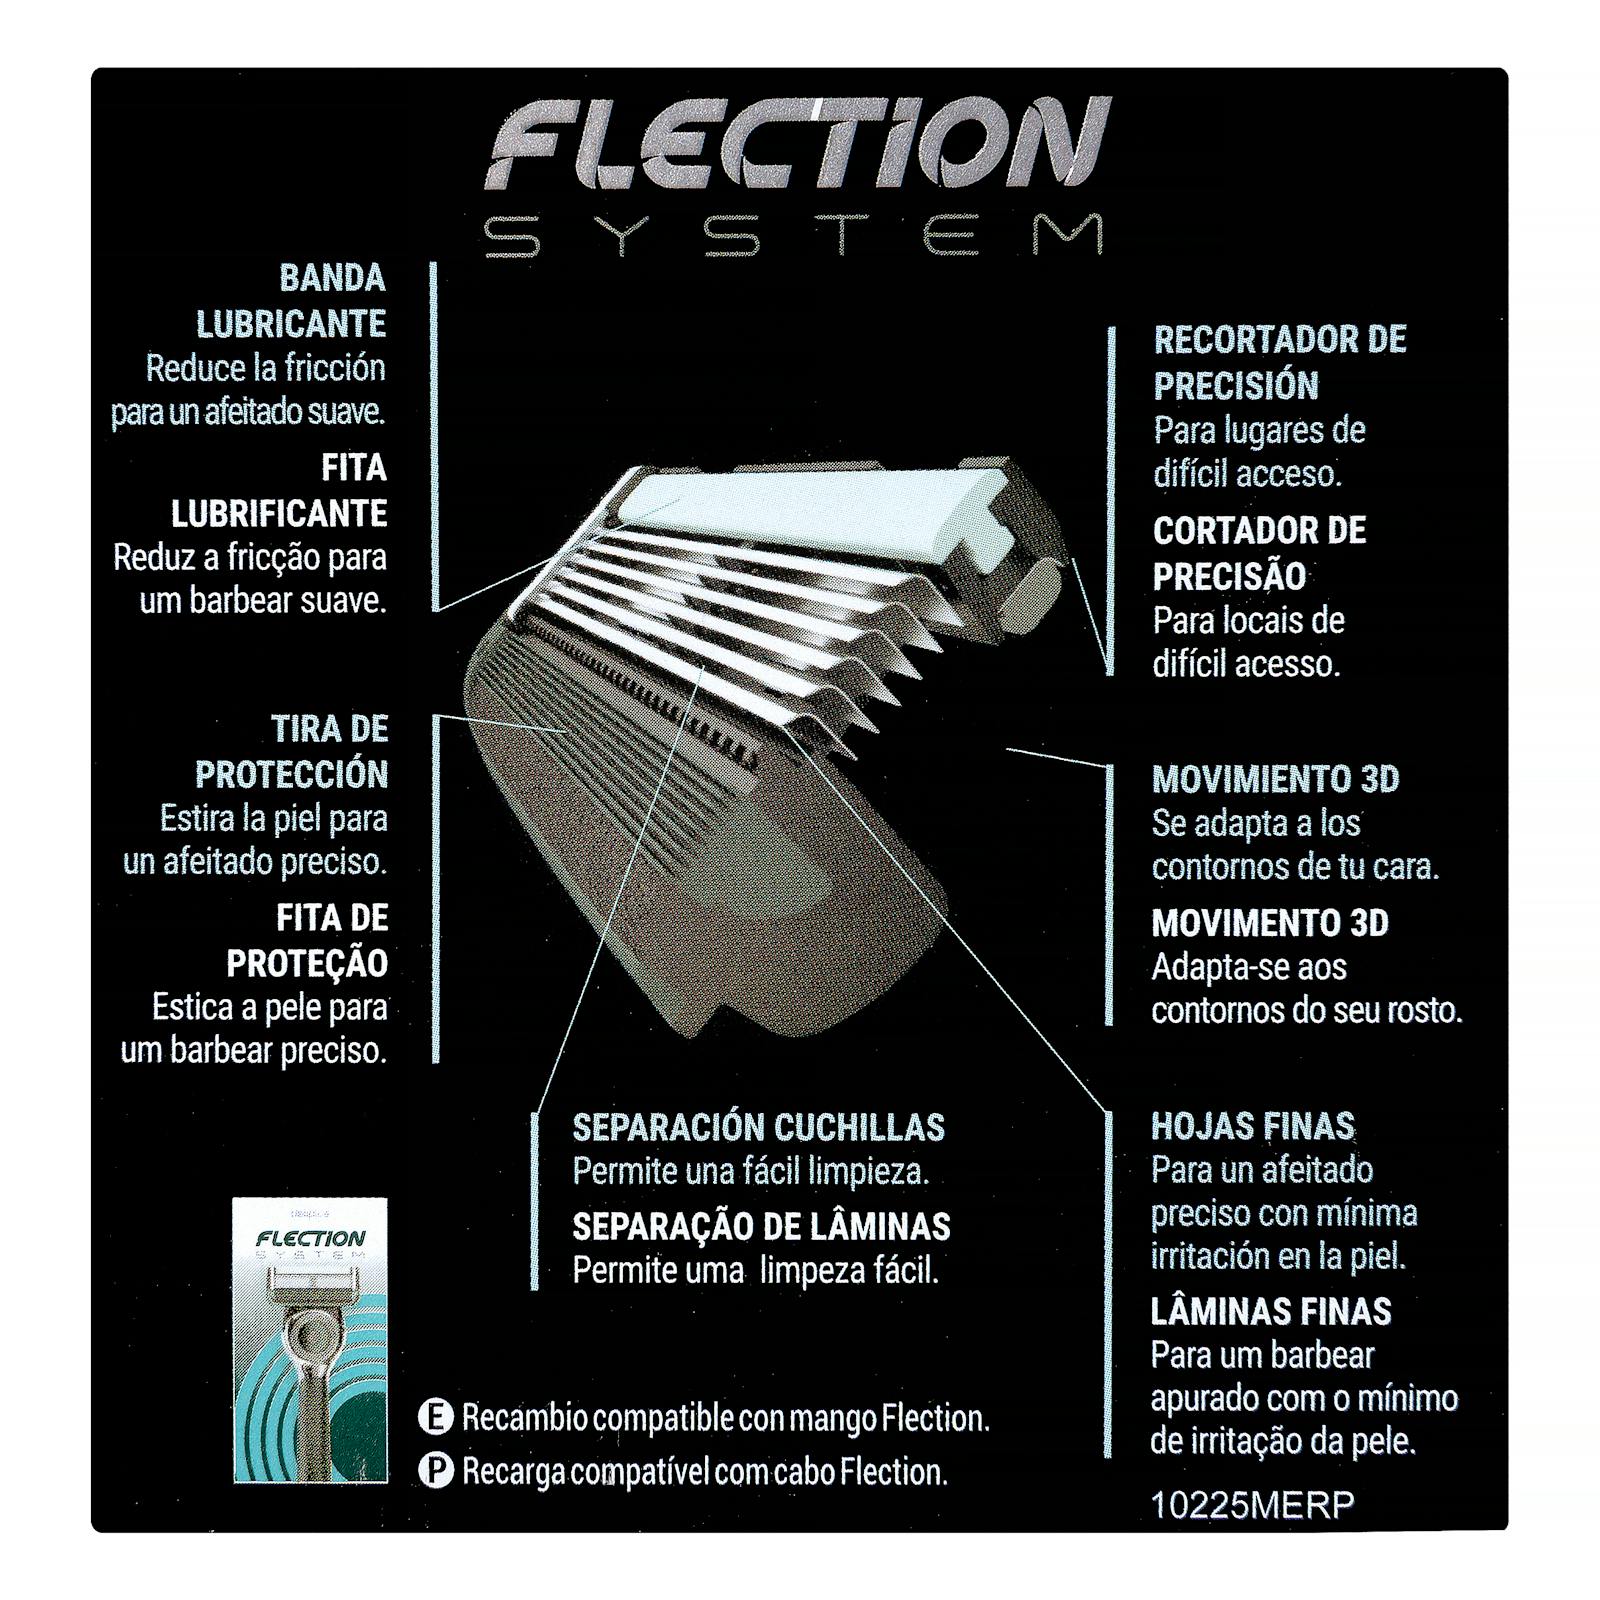 FLECTION
SYSTEM
BANDA
LUBRICANTE
Reduce la fricción
para un afeitado suave.
FITA
LUBRIFICANTE
Reduz a fricção para
um barbear suave.
RECORTADOR DE
PRECISIÓN
Para lugares de
difícil acceso.
CORTADOR DE
PRECISÃO
Para locais de
difícil acesso.
TIRA DE
PROTECCIÓN
Estira la piel para
un afeitado preciso.
FITA DE
PROTEÇÃO
Estica a pele para
um barbear preciso.
MOVIMIENTO 3D
Se adapta a los
contornos de tu cara.
MOVIMENTO 3D
Adapta-se aos
contornos do seu rosto.
SEPARACIÓN CUCHILLAS
Permite una fácil limpieza.
SEPARAÇÃO DE LÂMINAS
Permite uma limpeza fácil.
HOJAS FINAS
Para un afeitado
preciso con mínima
irritación en la piel.
LÂMINAS FINAS
Para um barbear
apurado com o mínimo
de irritação da pele.
FLECTION
SYSTEM
E Recambio compatible con mango Flection.
P Recarga compatível com cabo Flection.
10225MERP